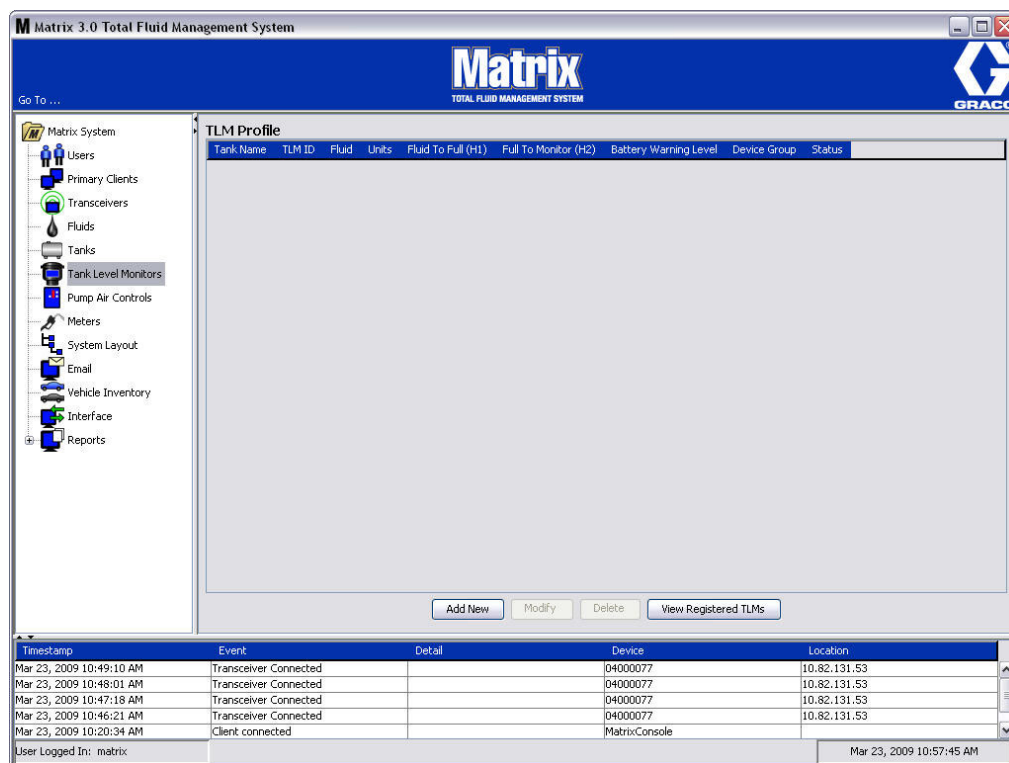 Matrix 3.0 Total Fluid Management System
Matrix
TOTAL FLUID MANAGEMENT SYSTEM
GRACO
Go To ...
Matrix System
Users
Primary Clients
Transceivers
Fluids
Tanks
Tank Level Monitors
Pump Air Controls
Meters
System Layout
Email
Vehicle Inventory
Interface
Reports
TLM Profile
Tank Name TLM ID Fluid Units Fluid To Full (H1) Full To Monitor (H2) Battery Warning Level Device Group Status
Add New Modify Delete View Registered TLMs
Timestamp Event Detail Device Location
Mar 23, 2009 10:49:10 AM Transceiver Connected 04000077 10.82.131.53
Mar 23, 2009 10:48:01 AM Transceiver Connected 04000077 10.82.131.53
Mar 23, 2009 10:47:18 AM Transceiver Connected 04000077 10.82.131.53
Mar 23, 2009 10:46:21 AM Transceiver Connected 04000077 10.82.131.53
Mar 23, 2009 10:20:34 AM Client connected MatrixConsole
User Logged In: matrix Mar 23, 2009 10:57:45 AM